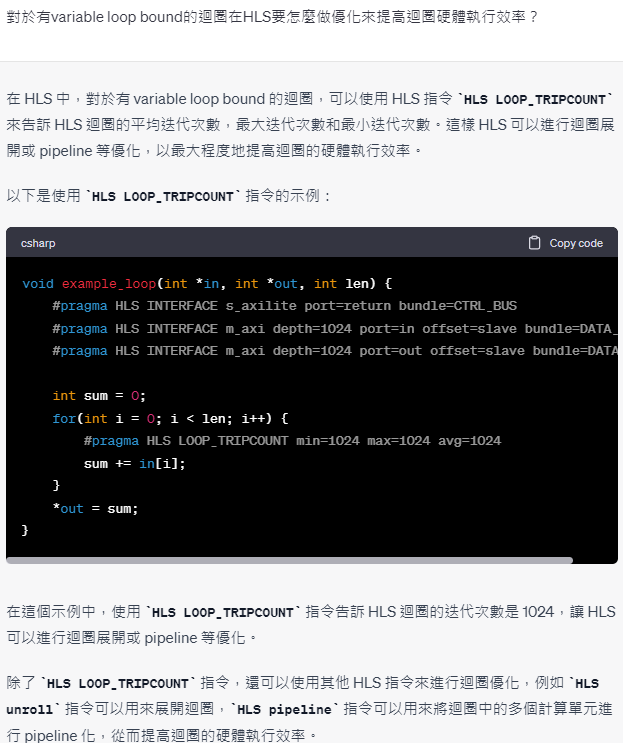 對於有variable loop bound的迴圈在HLS要怎麼做優化來提高迴圈硬體執行效率？
在 HLS 中，對於有 variable loop bound 的迴圈，可以使用 HLS 指令 `HLS LOOP_TRIPCOUNT`
來告訴 HLS 迴圈的平均迭代次數，最大迭代次數和最小迭代次數。這樣 HLS 可以進行迴圈展
開或 pipeline 等優化，以最大程度地提高迴圈的硬體執行效率。
以下是使用 `HLS LOOP_TRIPCOUNT` 指令的示例：
csharp
Copy code
void example_loop(int *in, int *out, int len) {
#pragma HLS INTERFACE s_axilite port=return bundle=CTRL_BUS
#pragma HLS INTERFACE m_axi depth=1024 port=in offset=slave bundle=DATA_
#pragma HLS INTERFACE m_axi depth=1024 port=out offset=slave bundle=DATA
int sum = 0;
for(int i = 0; i < len; i++) {
#pragma HLS LOOP_TRIPCOUNT min=1024 max=1024 avg=1024
sum += in[i];
}
*out = sum;
}
在這個示例中，使用 `HLS LOOP_TRIPCOUNT` 指令告訴 HLS 迴圈的迭代次數是 1024，讓 HLS
可以進行迴圈展開或 pipeline 等優化。
除了 `HLS LOOP_TRIPCOUNT` 指令，還可以使用其他 HLS 指令來進行迴圈優化，例如 `HLS
unroll` 指令可以用來展開迴圈，`HLS pipeline` 指令可以用來將迴圈中的多個計算單元進
行 pipeline 化，從而提高迴圈的硬體執行效率。